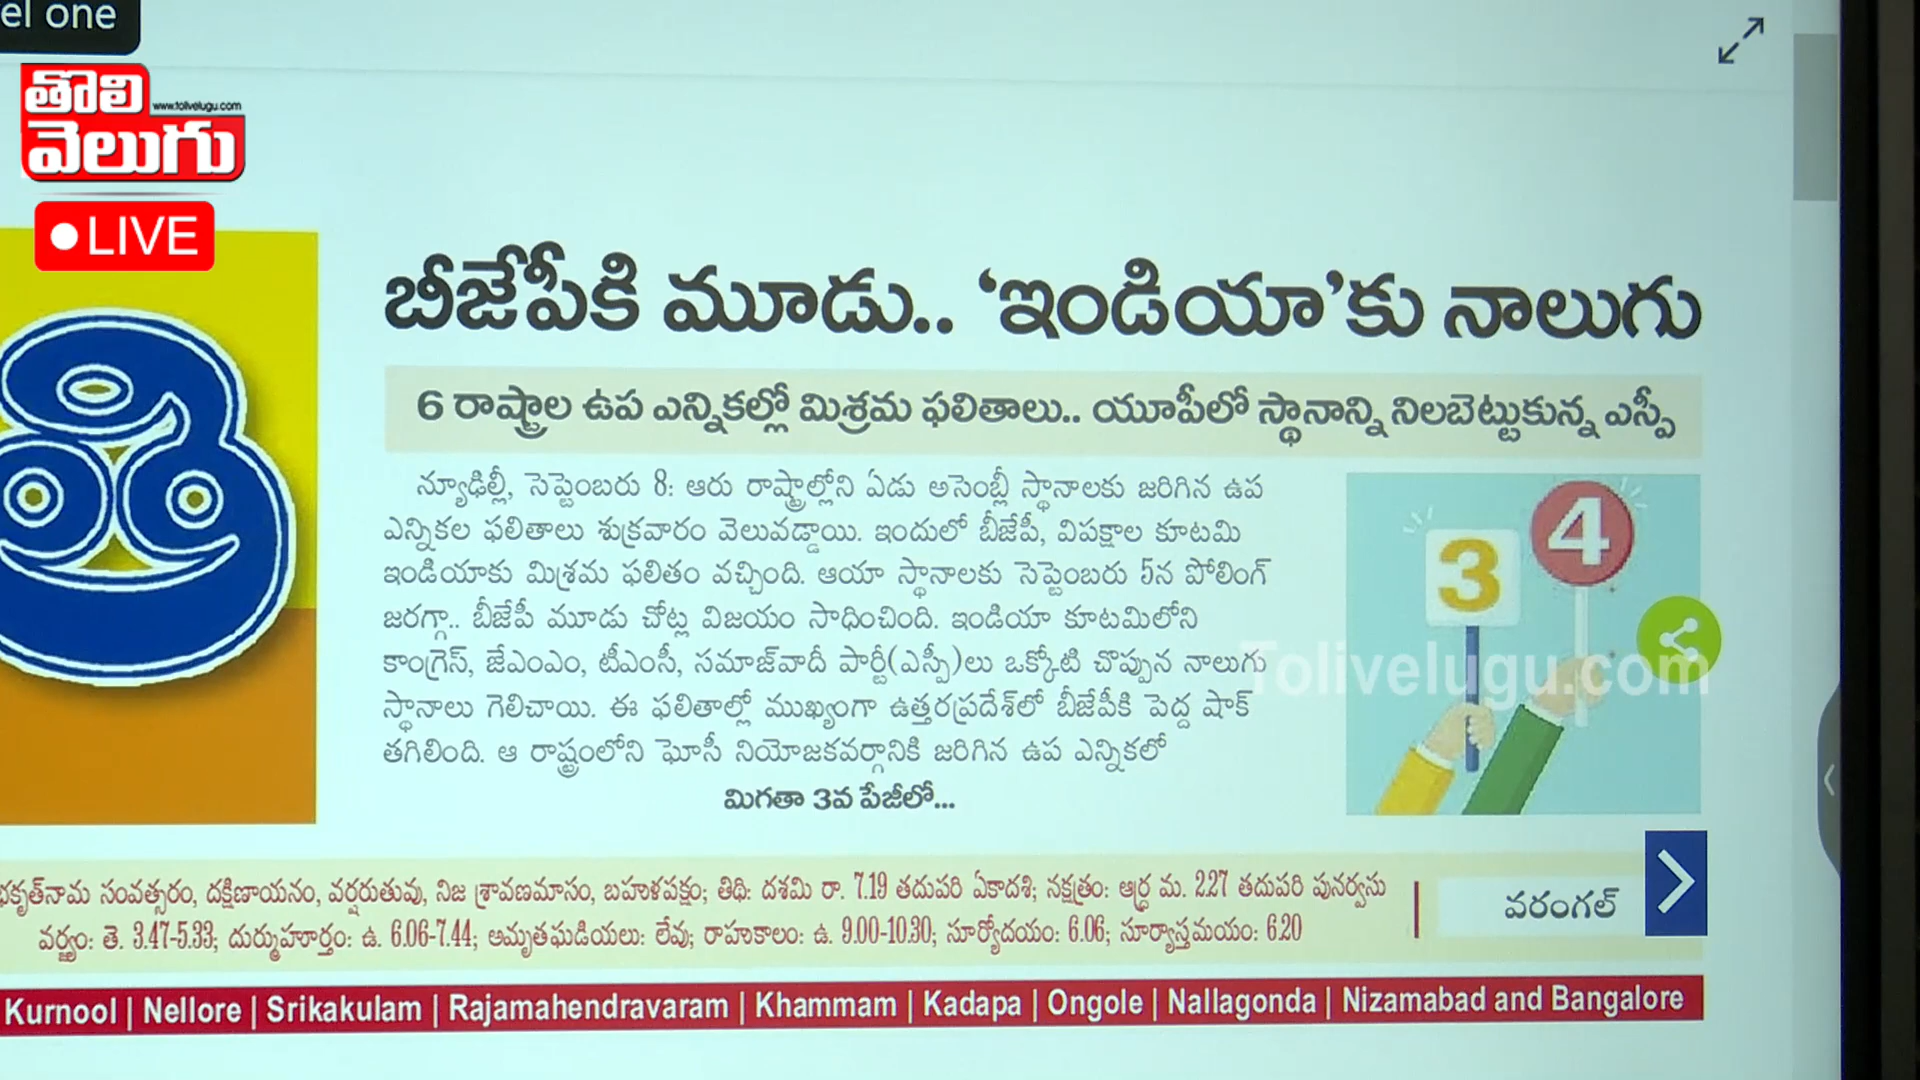 el one
తొలి
www.tolivelugu.com
వెలుగు
LIVE
బీజేపీకి మూడు.. ‘ఇండియా’కు నాలుగు
6 రాష్ట్రాల ఉప ఎన్నికల్లో మిశ్రమ ఫలితాలు.. యూపీలో స్థానాన్ని నిలబెట్టుకున్న ఎస్పీ
న్యూఢిల్లీ, సెప్టెంబరు 8: ఆరు రాష్ట్రాల్లోని ఏడు అసెంబ్లీ స్థానాలకు జరిగిన ఉప
ఎన్నికల ఫలితాలు శుక్రవారం వెలువడ్డాయి. ఇందులో బీజేపీ, విపక్షాల కూటమి
ఇండియాకు మిశ్రమ ఫలితం వచ్చింది. ఆయా స్థానాలకు సెప్టెంబరు 5న పోలింగ్
జరగ్గా.. బీజేపీ మూడు చోట్ల విజయం సాధించింది. ఇండియా కూటమిలోని
కాంగ్రెస్, జేఎంఎం, టీఎంసీ, సమాజ్‌వాదీ పార్టీ(ఎస్పీ)లు ఒక్కోటి చొప్పున నాలుగు
స్థానాలు గెలిచాయి. ఈ ఫలితాల్లో ముఖ్యంగా ఉత్తరప్రదేశ్‌లో బీజేపీకి పెద్ద షాక్
తగిలింది. ఆ రాష్ట్రంలోని ఘోసీ నియోజకవర్గానికి జరిగిన ఉప ఎన్నికలో
మిగతా 3వ పేజీలో...
3
4
Tolivelugu.com
భకృత్‌నామ సంవత్సరం, దక్షిణాయనం, వర్షరుతువు, నిజ శ్రావణమాసం, బహుళపక్షం; తిథి: దశమి రా. 7.19 తదుపరి ఏకాదశి; నక్షత్రం: ఆర్ద్ర మ. 2.27 తదుపరి పునర్వసు
వర్జ్యం: తె. 3.47-5.33; దుర్ముహూర్తం: ఉ. 6.06-7.44; అమృతఘడియలు: లేవు; రాహుకాలం: ఉ. 9.00-10.30; సూర్యోదయం: 6.06; సూర్యాస్తమయం: 6.20
వరంగల్
Kurnool | Nellore | Srikakulam | Rajamahendravaram | Khammam | Kadapa | Ongole | Nallagonda | Nizamabad and Bangalore